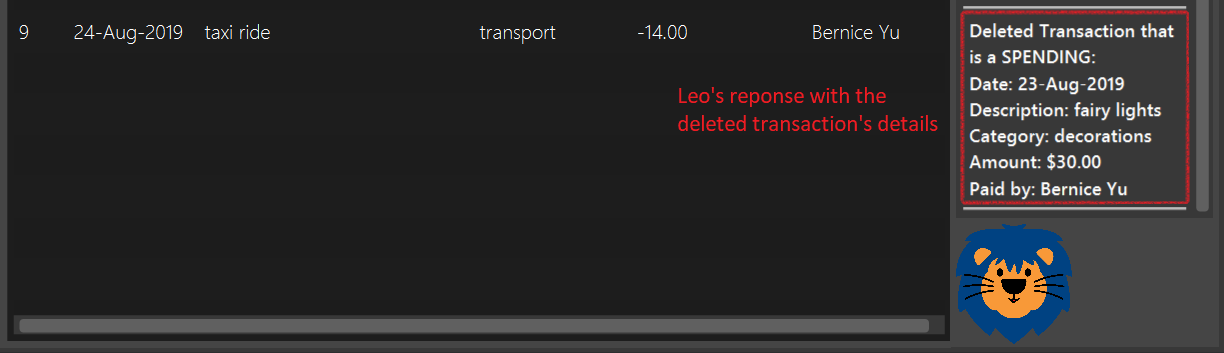 9 24-Aug-2019 taxi ride transport -14.00 Bernice Yu
Leo's reponse with the
deleted transaction's details
Deleted Transaction that
is a SPENDING:
Date: 23-Aug-2019
Description: fairy lights
Category: decorations
Amount: $30.00
Paid by: Bernice Yu